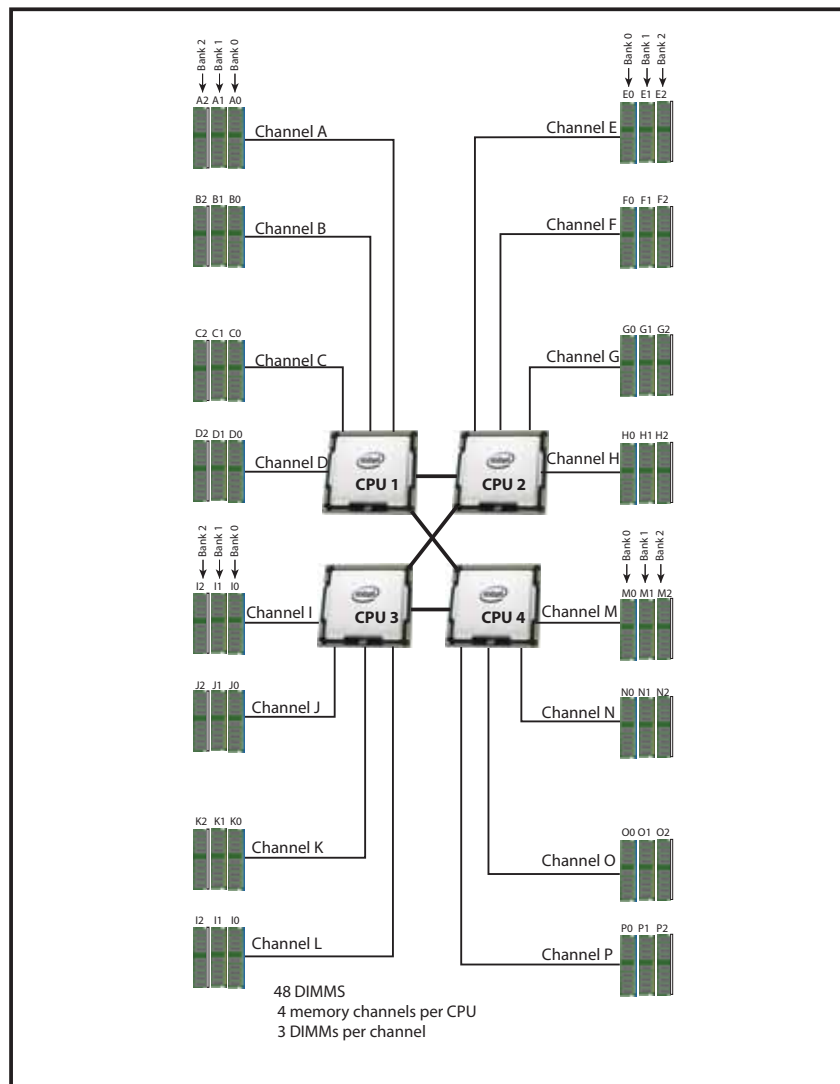 Bank 2 Bank 1 Bank 0
A2 A1 A0
Channel A
B2 B1 B0
Channel B
C2 C1 C0
Channel C
D2 D1 D0
Channel D
Bank 0 Bank 1 Bank 2
E0 E1 E2
Channel E
F0 F1 F2
Channel F
G0 G1 G2
Channel G
H0 H1 H2
Channel H
CPU 1
CPU 2
Bank 2 Bank 1 Bank 0
I2 I1 I0
Channel I
J2 J1 J0
Channel J
K2 K1 K0
Channel K
I2 I1 I0
Channel L
CPU 3
CPU 4
Bank 0 Bank 1 Bank 2
M0 M1 M2
Channel M
N0 N1 N2
Channel N
O0 O1 O2
Channel O
P0 P1 P2
Channel P
48 DIMMS
4 memory channels per CPU
3 DIMMs per channel